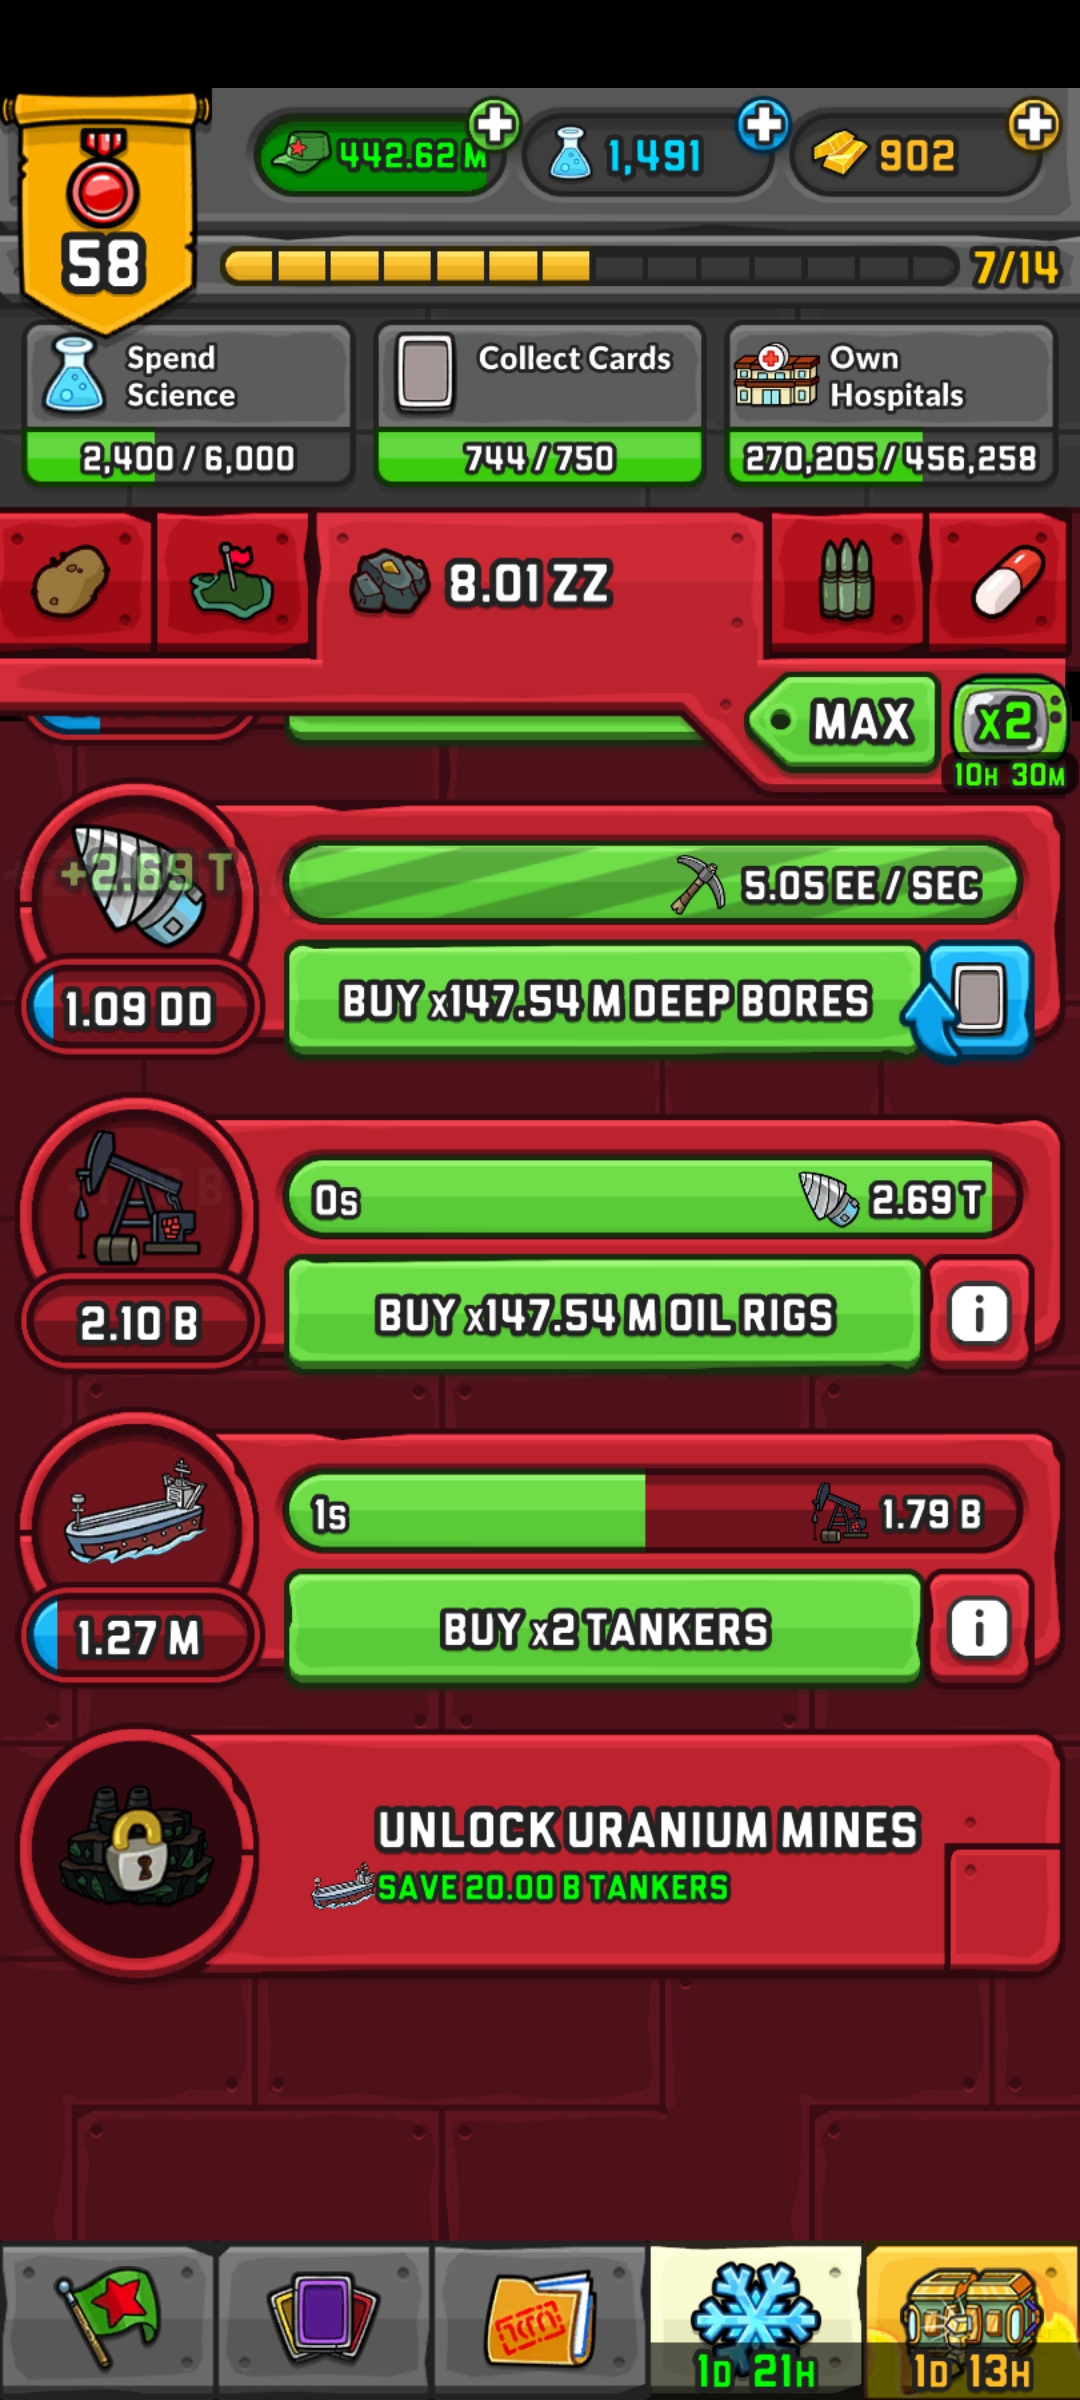 442.62 M
1,491
902
58
7/14
Spend
Science
2,400 / 6,000
Collect Cards
744 / 750
Own
Hospitals
270,205 / 456,258
8.01 ZZ
MAX
x2
10H 30M
+2.69 T
5.05 EE / SEC
1.09 DD
BUY x147.54 M DEEP BORES
0s
2.69 T
2.10 B
BUY x147.54 M OIL RIGS
i
1s
1.79 B
1.27 M
BUY x2 TANKERS
i
UNLOCK URANIUM MINES
SAVE 20.00 B TANKERS
1D 21H
1D 13H